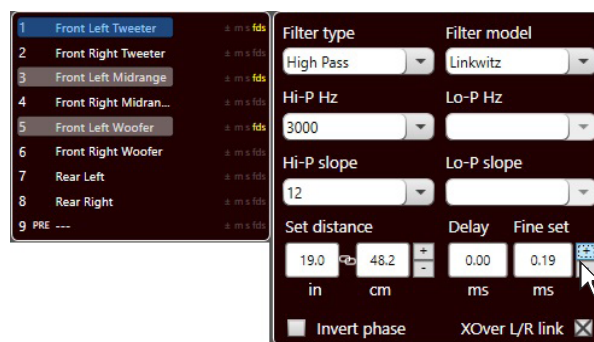 1 Front Left Tweeter ± m s fds
2 Front Right Tweeter ± m s fds
3 Front Left Midrange ± m s fds
4 Front Right Midran... ± m s fds
5 Front Left Woofer ± m s fds
6 Front Right Woofer ± m s fds
7 Rear Left ± m s fds
8 Rear Right ± m s fds
9 PRE --- ± m s fds
Filter type Filter model
High Pass Linkwitz
Hi-P Hz Lo-P Hz
3000
Hi-P slope Lo-P slope
12
Set distance Delay Fine set
19.0 48.2 + - 0.00 0.19 +
in cm ms ms
Invert phase XOver L/R link